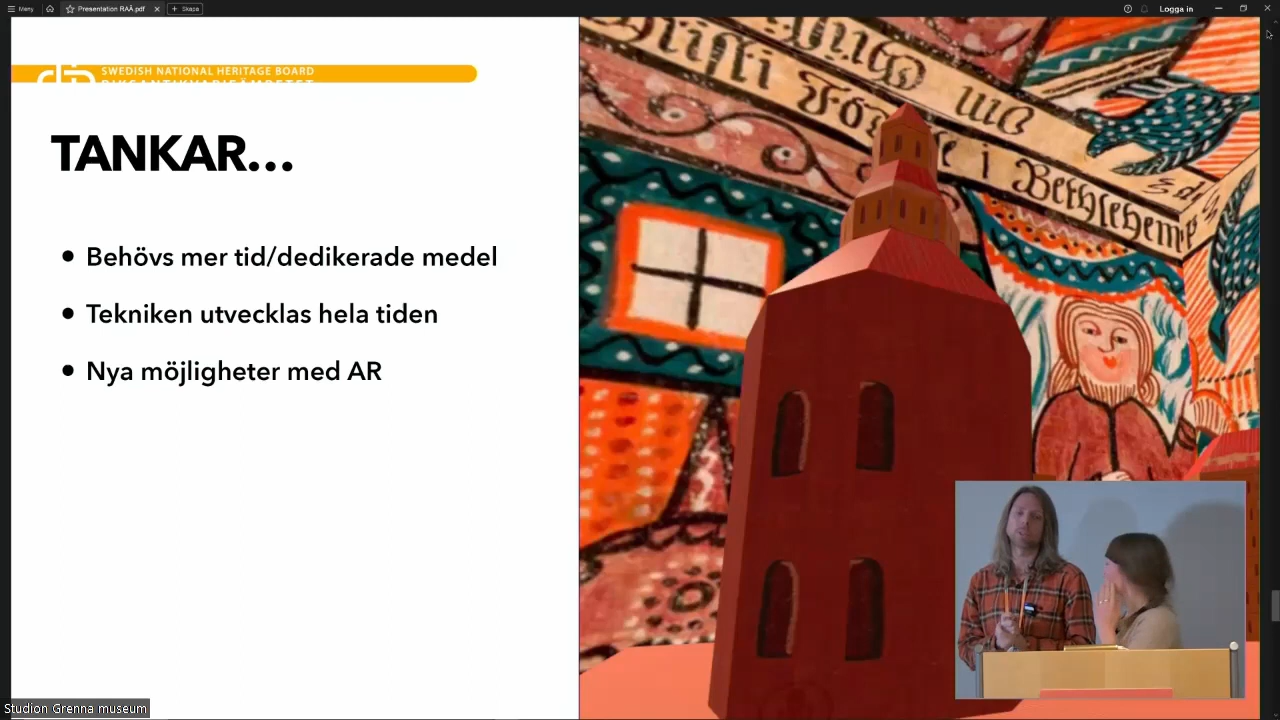 Meny
Presentation RAÄ.pdf
Skapa
Logga in
SWEDISH NATIONAL HERITAGE BOARD
RIKSANTIKVARIEÄMBETET
TANKAR...
• Behövs mer tid/dedikerade medel
• Tekniken utvecklas hela tiden
• Nya möjligheter med AR
i Bethlehem
Studion Grenna museum